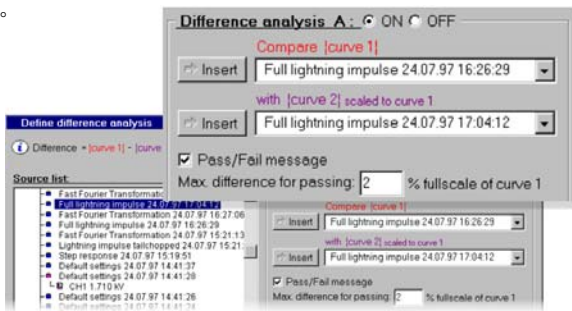 Difference analysis A: ON OFF
Compare |curve 1|
Insert Full lightning impulse 24.07.97 16:26:29
with |curve 2| scaled to curve 1
Insert Full lightning impulse 24.07.97 17:04:12
Pass/Fail message
Max. difference for passing: 2 % fullscale of curve 1
Define difference analysis
Difference = |curve 1| - |curve
Source list:
Fast Fourier Transformatio
Full lightning impulse 24.07.97 17:04:12
Fast Fourier Transformation 24.07.97 16:27:06
Full lightning impulse 24.07.97 16:26:29
Fast Fourier Transformation 24.07.97 15:21:13
Lightning impulse tailchopped 24.07.97 15:21:
Step response 24.07.97 15:19:51
Default settings 24.07.97 14:41:37
Default settings 24.07.97 14:41:28
CH1 1.710 kV
Default settings 24.07.97 14:41:26
Default settings 24.07.97 14:41:24
Compare |curve 1|
Insert Full lightning impulse 24.07.97 16:26:29
with |curve 2| scaled to curve 1
Insert Full lightning impulse 24.07.97 17:04:12
Pass/Fail message
Max. difference for passing: 2 % fullscale of curve 1